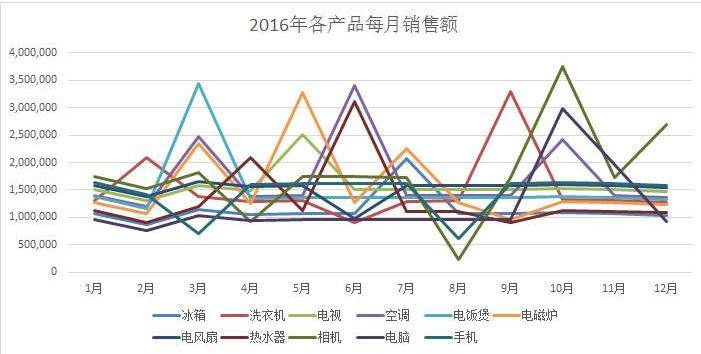 2016年各产品每月销售额
4,000,000
3,500,000
3,000,000
2,500,000
2,000,000
1,500,000
1,000,000
500,000
0
1月 2月 3月 4月 5月 6月 7月 8月 9月 10月 11月 12月
冰箱 洗衣机 电视 空调 电饭煲 电磁炉
电风扇 热水器 相机 电脑 手机